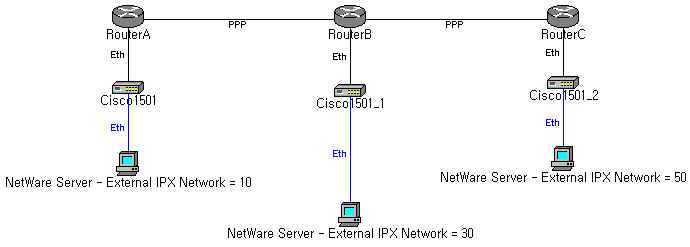 RouterA
PPP
RouterB
PPP
RouterC
Eth
Eth
Eth
Cisco1501
Cisco1501_1
Cisco1501_2
Eth
Eth
Eth
NetWare Server - External IPX Network = 10
NetWare Server - External IPX Network = 50
NetWare Server - External IPX Network = 30